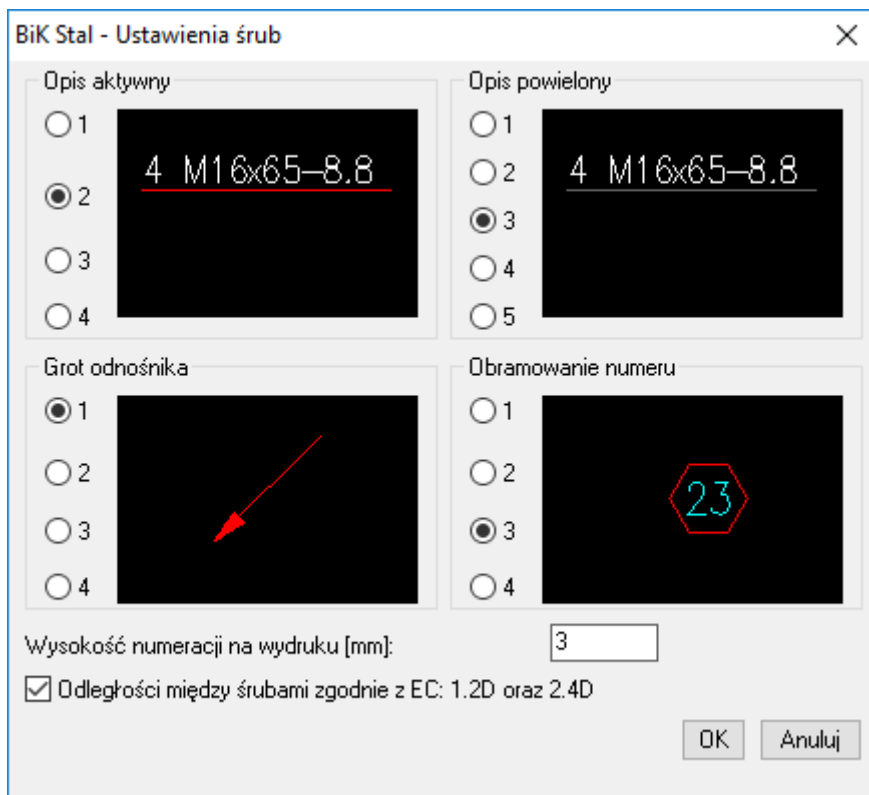 BiK Stal - Ustawienia śrub
Opis aktywny
1
2
3
4
4 M16x65-8.8
Opis powielony
1
2
3
4
5
4 M16x65-8.8
Grot odnośnika
1
2
3
4
Obramowanie numeru
1
2
3
4
23
Wysokość numeracji na wydruku [mm]: 3
Odległości między śrubami zgodnie z EC: 1.2D oraz 2.4D
OK Anuluj